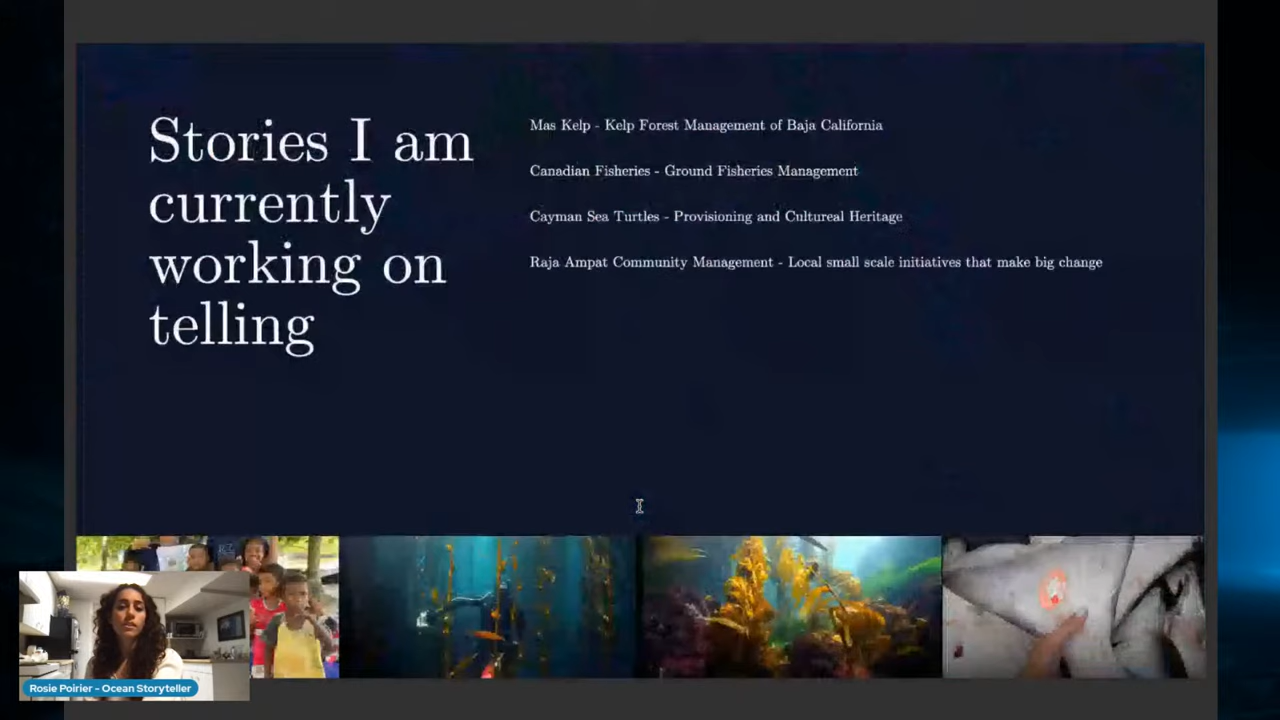 Stories I am
currently
working on
telling
Mas Kelp - Kelp Forest Management of Baja California
Canadian Fisheries - Ground Fisheries Management
Cayman Sea Turtles - Provisioning and Cultureal Heritage
Raja Ampat Community Management - Local small scale initiatives that make big change
Rosie Poirier - Ocean Storyteller